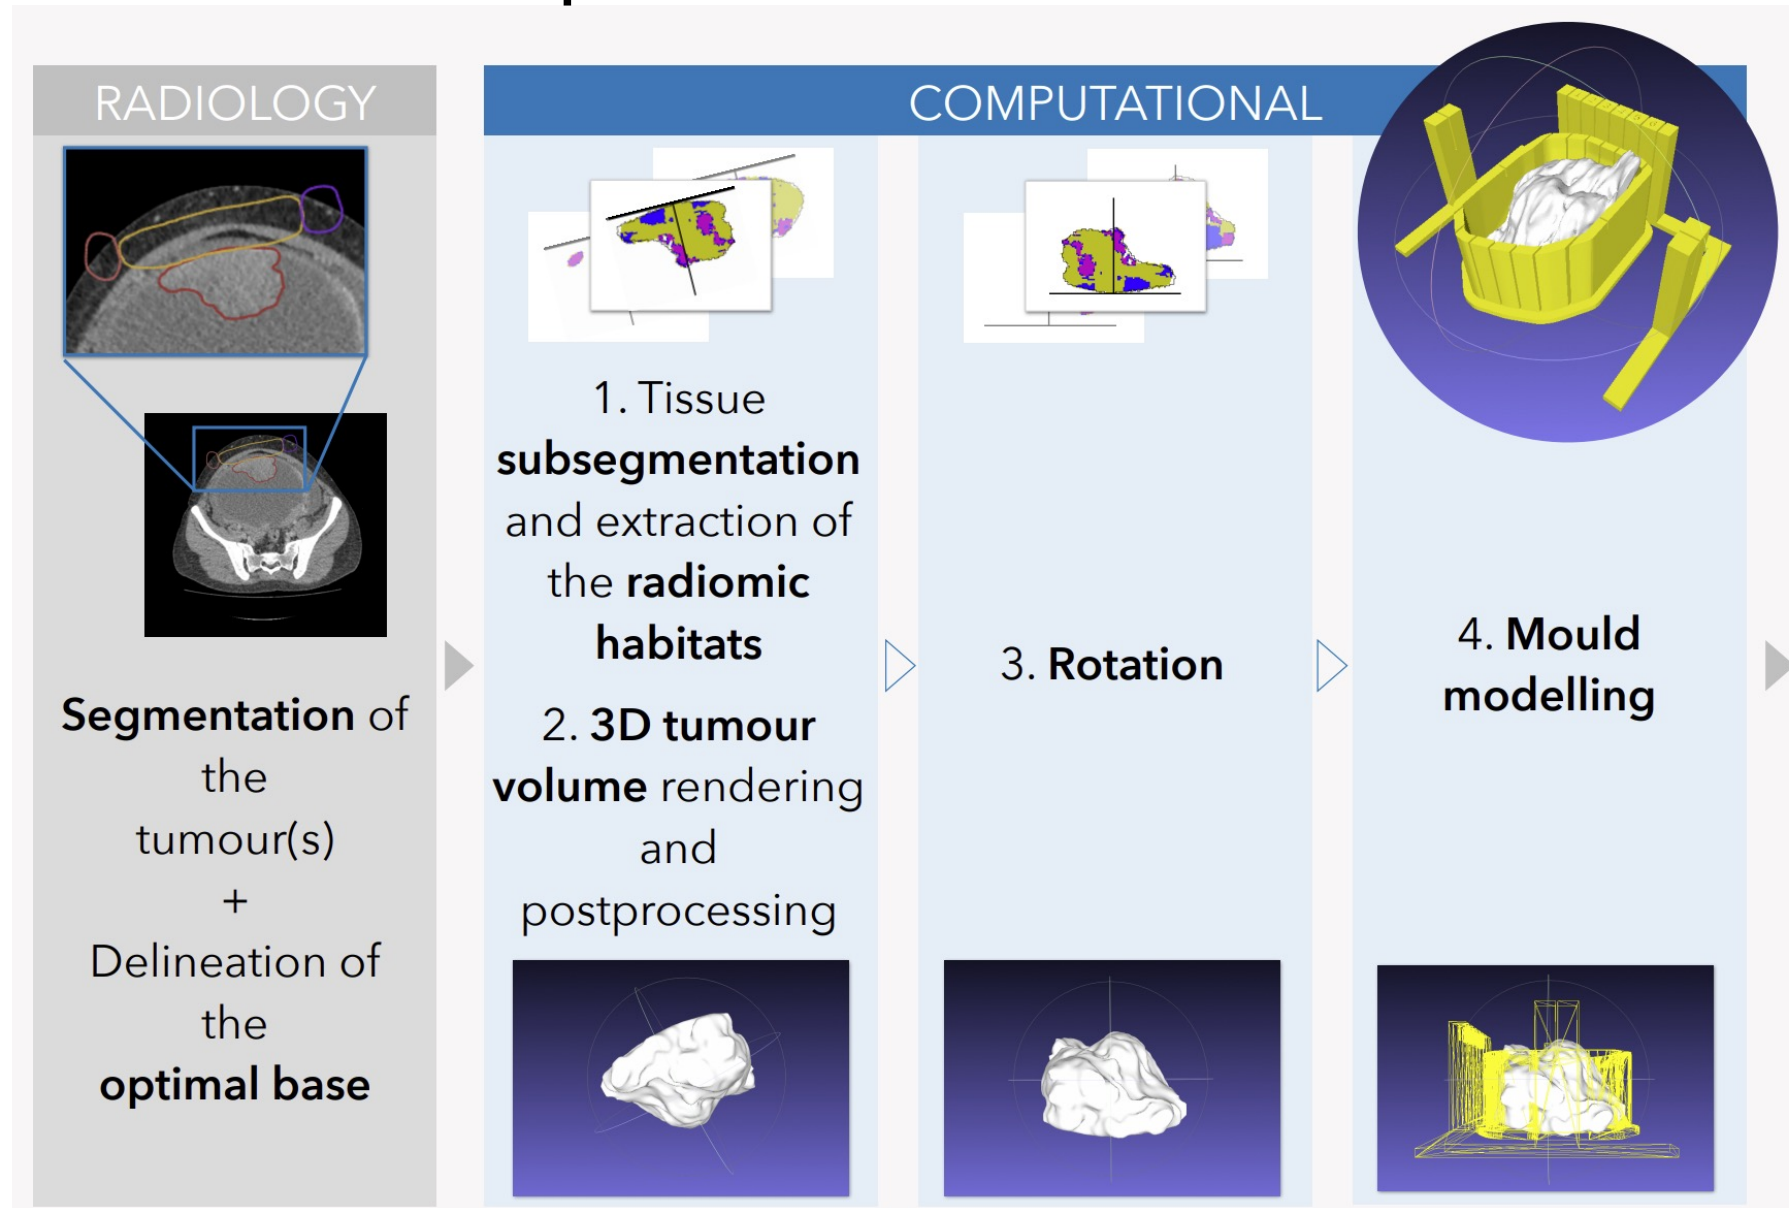 RADIOLOGY
Segmentation of
the
tumour(s)
+
Delineation of
the
optimal base
COMPUTATIONAL
1. Tissue
subsegmentation
and extraction of
the radiomic
habitats
2. 3D tumour
volume rendering
and
postprocessing
3. Rotation
4. Mould
modelling